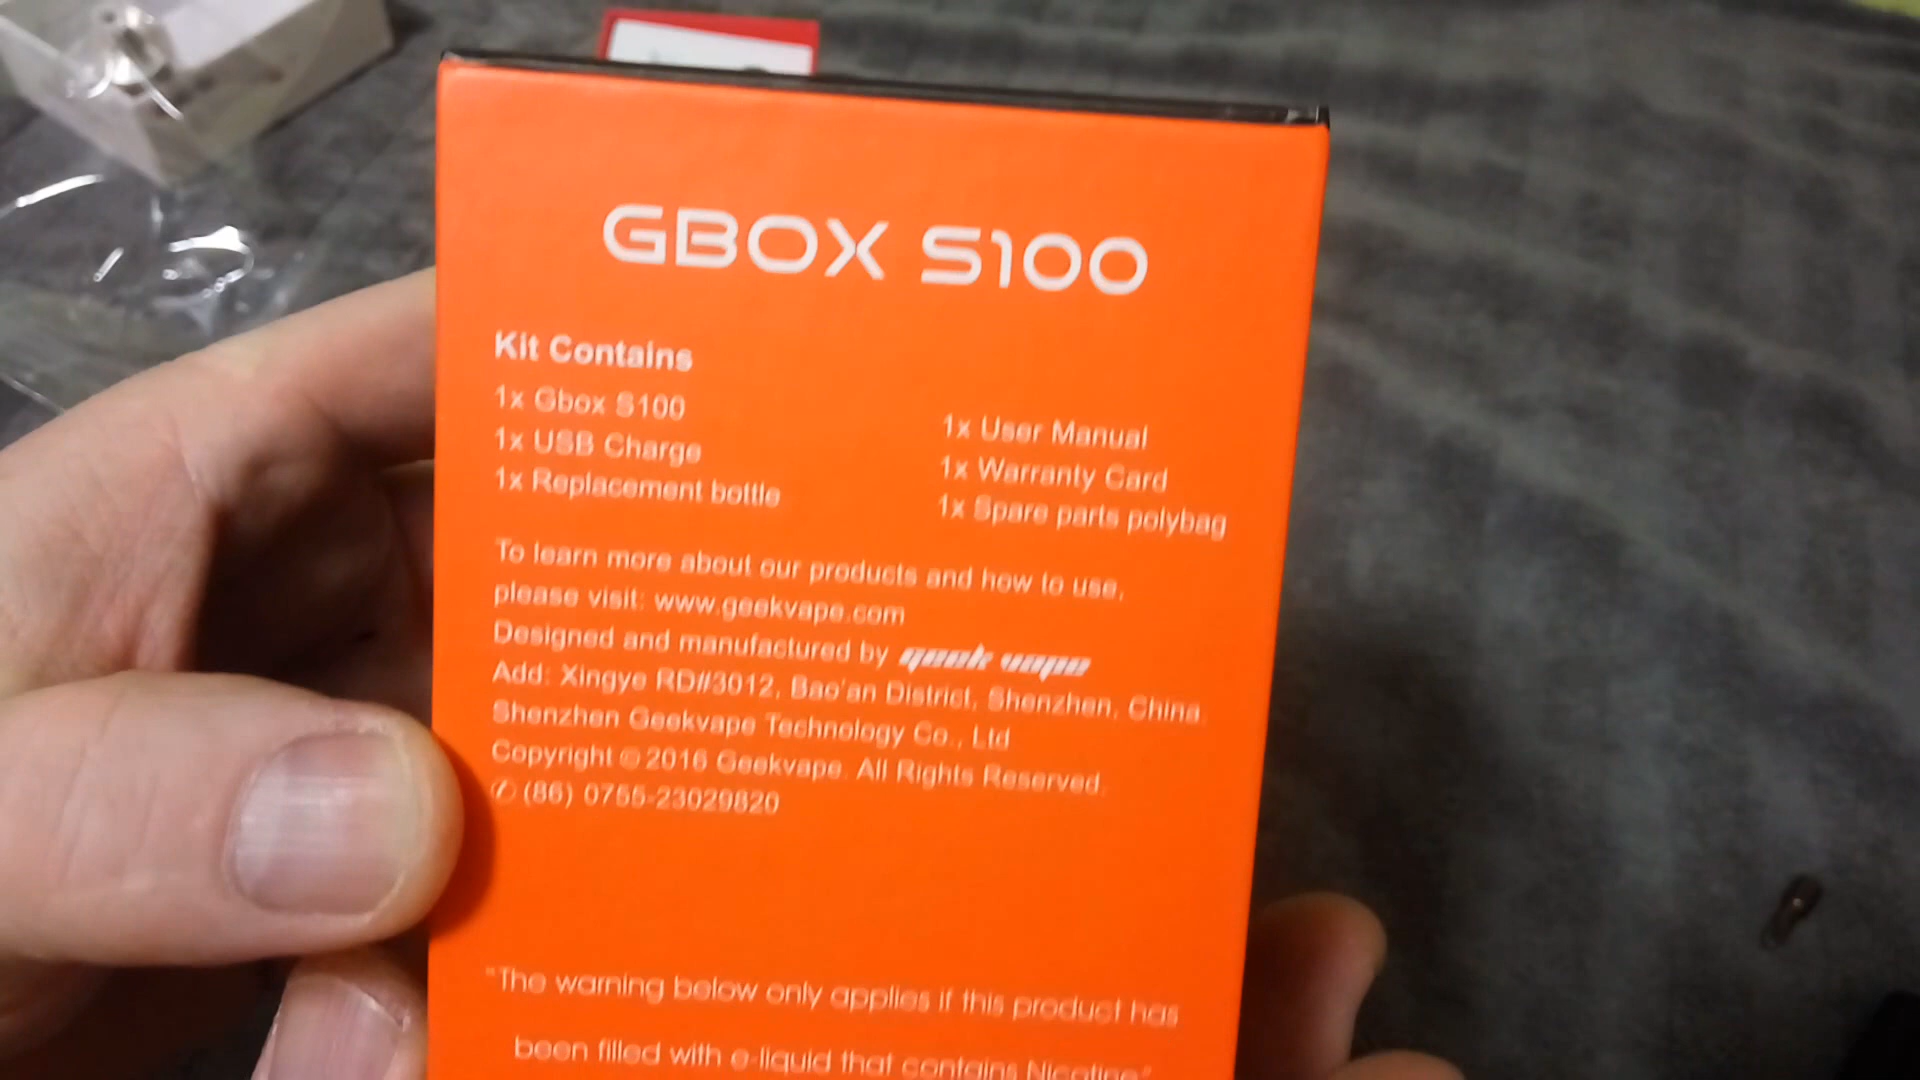 GBOX S100
Kit Contains
1x Gbox S100
1x USB Charge
1x Replacement bottle
1x User Manual
1x Warranty Card
1x Spare parts polybag
To learn more about our products and how to use,
please visit: www.geekvape.com
Designed and manufactured by geek vape
Add: Xingye RD#3012, Bao'an District, Shenzhen, China.
Shenzhen Geekvape Technology Co., Ltd
Copyright © 2016 Geekvape. All Rights Reserved.
✆ (86) 0755-23029820
"The warning below only applies if this product has
been filled with e-liquid that contains Nicotine"